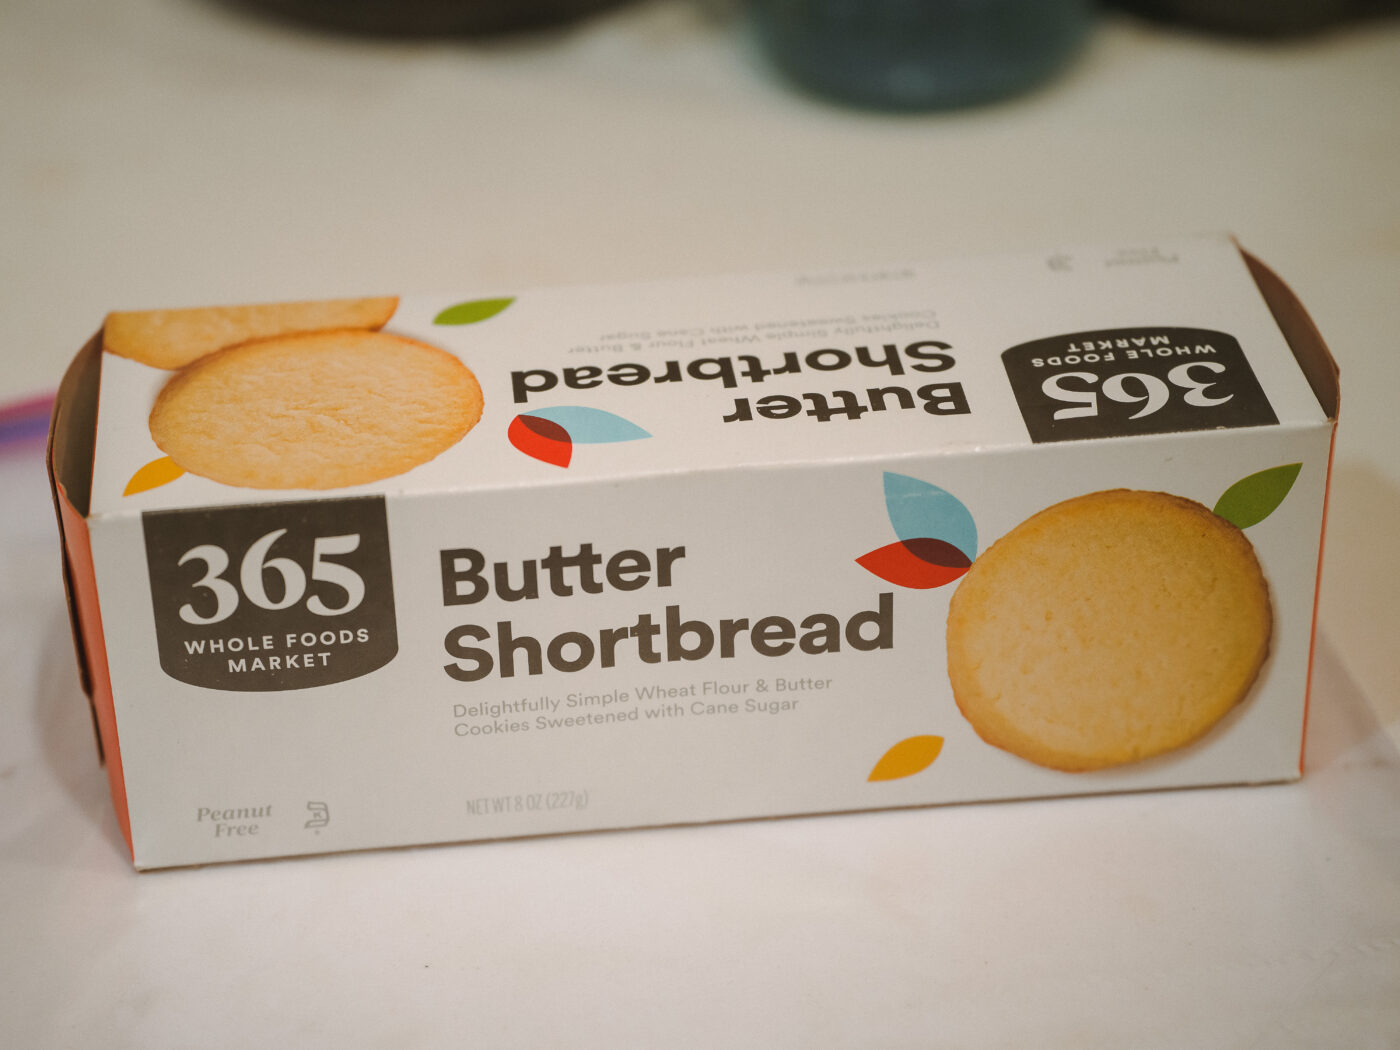 Peanut
Free
Cookies Sweetened with Cane Sugar
Delightfully Simple Wheat Flour & Butter
Shortbread
Butter
MARKET
WHOLE FOODS
365
365
WHOLE FOODS
MARKET
Butter
Shortbread
Delightfully Simple Wheat Flour & Butter
Cookies Sweetened with Cane Sugar
Peanut
Free
NET WT 8 OZ (227g)